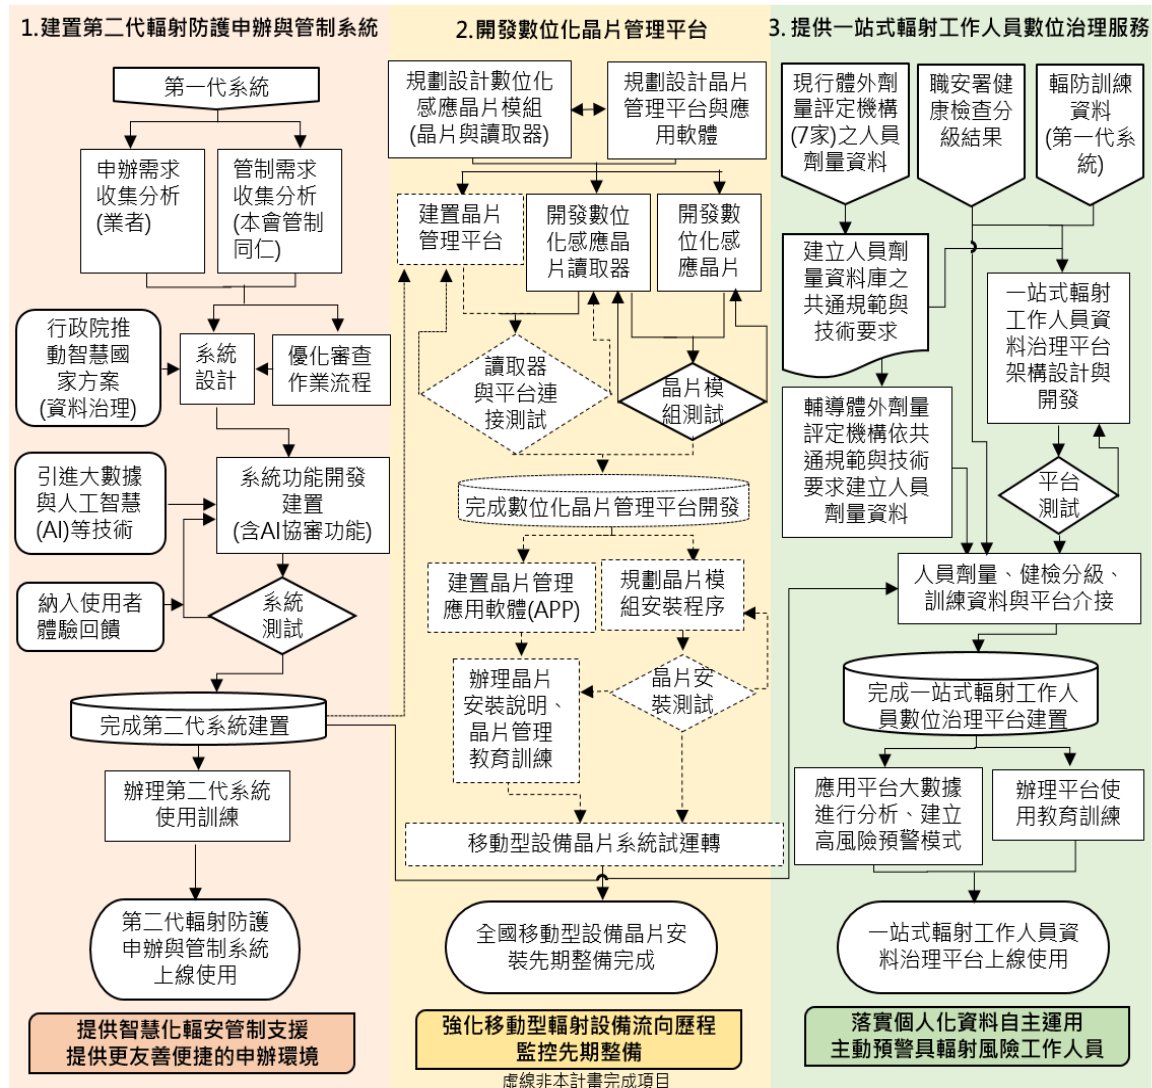 1.建置第二代輻射防護申辦與管制系統
第一代系統
申辦需求
收集分析
(業者)
管制需求
收集分析
(本會管制
同仁)
行政院推
動智慧國
家方案
(資料治理)
系統
設計
優化審查
作業流程
引進大數據
與人工智慧
(AI)等技術
系統功能開發
建置
(含AI協審功能)
納入使用者
體驗回饋
系統
測試
完成第二代系統建置
辦理第二代系統
使用訓練
第二代輻射防護
申辦與管制系統
上線使用
提供智慧化輻安管制支援
提供更友善便捷的申辦環境
2.開發數位化晶片管理平台
規劃設計數位化
感應晶片模組
(晶片與讀取器)
規劃設計晶片
管理平台與應
用軟體
建置晶片
管理平台
開發數位
化感應晶
片讀取器
開發數
位化感
應晶片
讀取器
與平台連
接測試
晶片模
組測試
完成數位化晶片管理平台開發
建置晶片管理
應用軟體(APP)
規劃晶片模
組安裝程序
辦理晶片
安裝說明、
晶片管理
教育訓練
晶片安
裝測試
移動型設備晶片系統試運轉
全國移動型設備晶片安
裝先期整備完成
強化移動型輻射設備流向歷程
監控先期整備
虛線非本計畫完成項目
3. 提供一站式輻射工作人員數位治理服務
現行體外劑
量評定機構
(7家)之人員
劑量資料
職安署健
康檢查分
級結果
輻防訓練
資料
(第一代系
統)
建立人員劑
量資料庫之
共通規範與
技術要求
一站式輻射
工作人員資
料治理平台
架構設計與
開發
輔導體外劑量
評定機構依共
通規範與技術
要求建立人員
劑量資料
平台
測試
人員劑量、健檢分級、
訓練資料與平台介接
完成一站式輻射工作人
員數位治理平台建置
應用平台大數據
進行分析、建立
高風險預警模式
辦理平台使
用教育訓練
一站式輻射工作人員資
料治理平台上線使用
落實個人化資料自主運用
主動預警具輻射風險工作人員